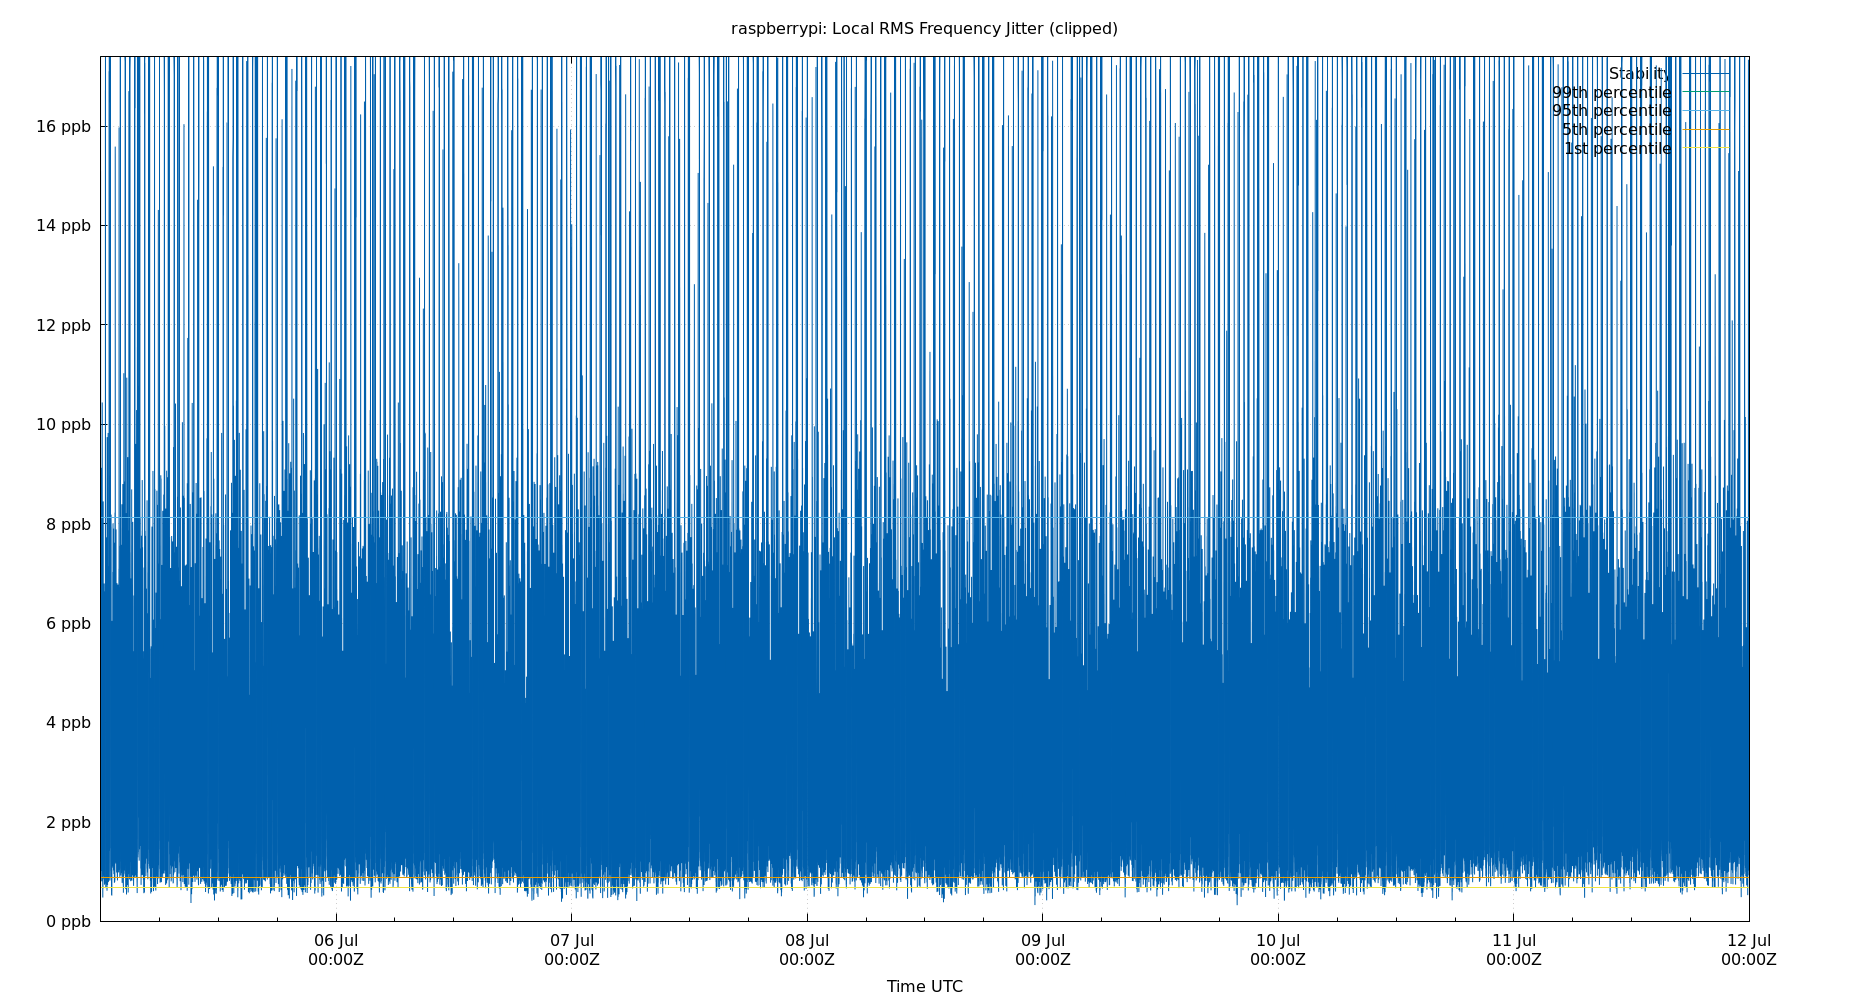 raspberrypi: Local RMS Frequency Jitter (clipped)
Stability
99th percentile
95th percentile
5th percentile
1st percentile
16 ppb
14 ppb
12 ppb
10 ppb
8 ppb
6 ppb
4 ppb
2 ppb
0 ppb
06 Jul 07 Jul 08 Jul 09 Jul 10 Jul 11 Jul 12 Jul
00:00Z 00:00Z 00:00Z 00:00Z 00:00Z 00:00Z 00:00Z
Time UTC